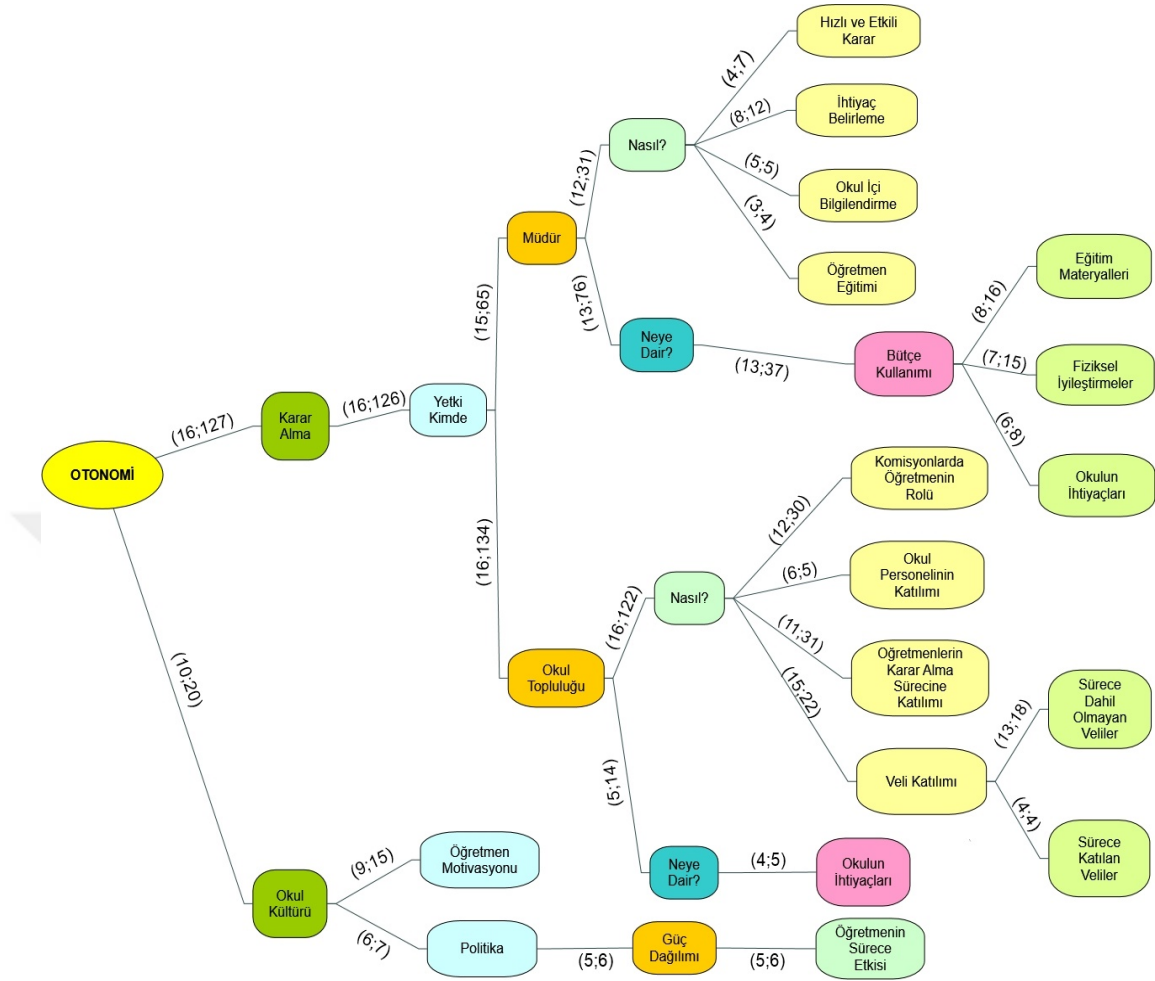 OTONOMİ
(16;127)
Karar
Alma
(16;126)
Yetki
Kimde
(15;65)
Müdür
(12;31)
Nasıl?
(4;7)
Hızlı ve Etkili
Karar
(8;12)
İhtiyaç
Belirleme
(5;5)
Okul İçi
Bilgilendirme
(3;4)
Öğretmen
Eğitimi
(13;76)
Neye
Dair?
(13;37)
Bütçe
Kullanımı
(8;16)
Eğitim
Materyalleri
(7;15)
Fiziksel
İyileştirmeler
(6;8)
Okulun
İhtiyaçları
(16;134)
Okul
Topluluğu
(16;122)
Nasıl?
(12;30)
Komisyonlarda
Öğretmenin
Rolü
(6;5)
Okul
Personelinin
Katılımı
(11;31)
Öğretmenlerin
Karar Alma
Sürecine
Katılımı
(15;22)
Veli Katılımı
(13;18)
Sürece
Dahil
Olmayan
Veliler
(4;4)
Sürece
Katılan
Veliler
(5;14)
Neye
Dair?
(4;5)
Okulun
İhtiyaçları
(10;20)
Okul
Kültürü
(9;15)
Öğretmen
Motivasyonu
(6;7)
Politika
(5;6)
Güç
Dağılımı
(5;6)
Öğretmenin
Sürece
Etkisi